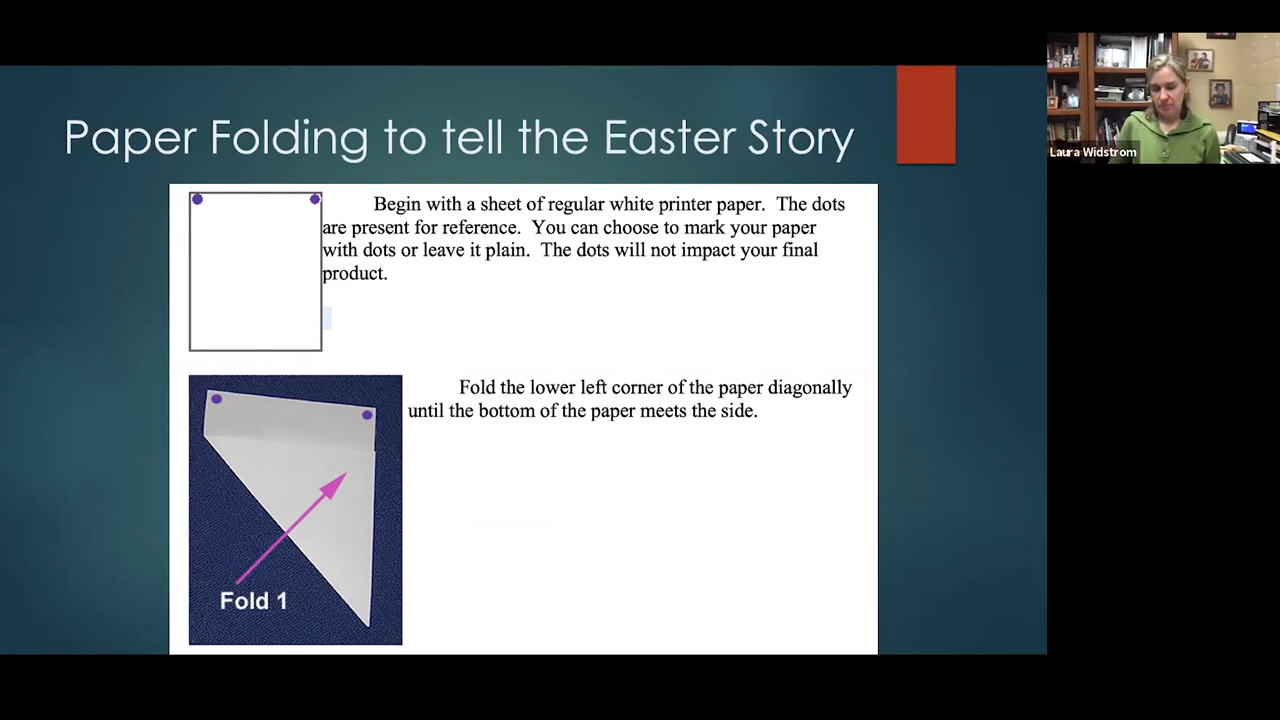 Paper Folding to tell the Easter Story
Begin with a sheet of regular white printer paper. The dots
are present for reference. You can choose to mark your paper
with dots or leave it plain. The dots will not impact your final
product.
Fold the lower left corner of the paper diagonally
until the bottom of the paper meets the side.
Fold 1
Laura Widstrom